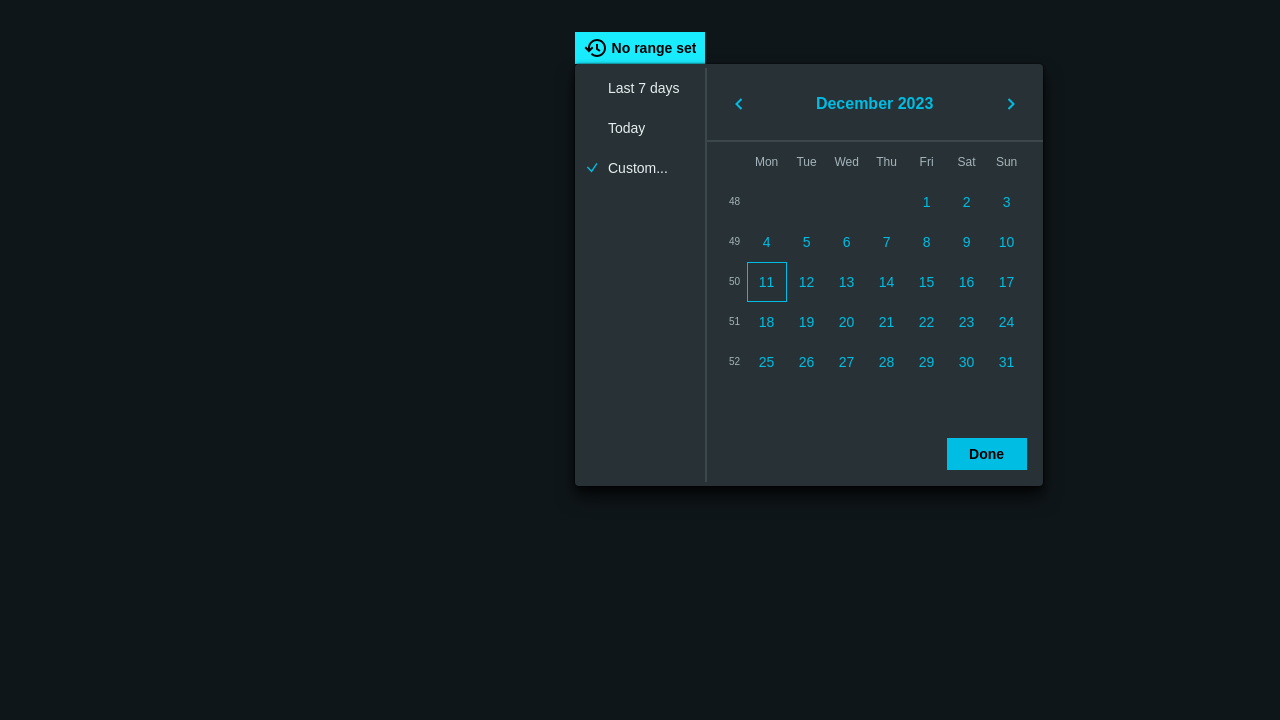 No range set
Last 7 days
Today
Custom...
December 2023
Mon Tue Wed Thu Fri Sat Sun
48 1 2 3
49 4 5 6 7 8 9 10
50 11 12 13 14 15 16 17
51 18 19 20 21 22 23 24
52 25 26 27 28 29 30 31
Done